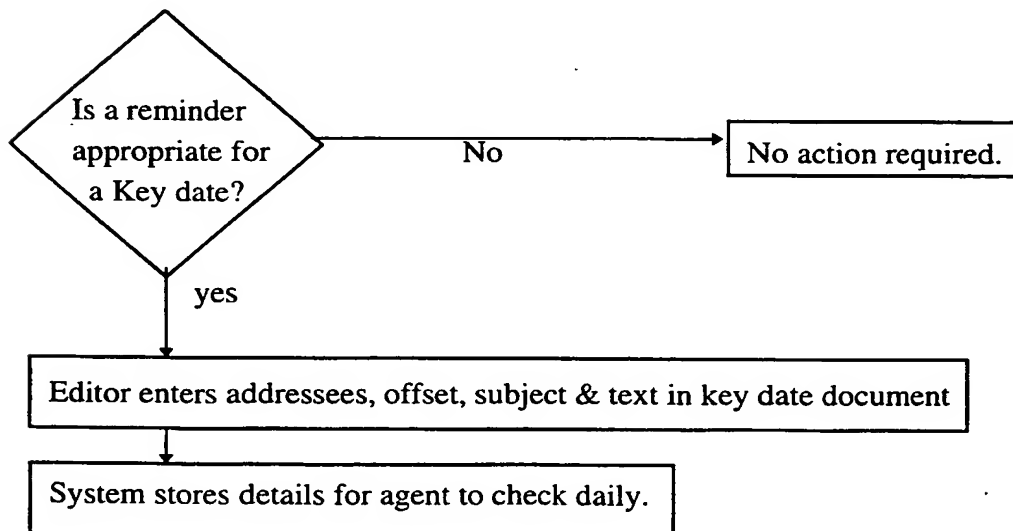 Is a reminder
appropriate for
a Key date?
No
No action required.
yes
Editor enters addressees, offset, subject & text in key date document
System stores details for agent to check daily.